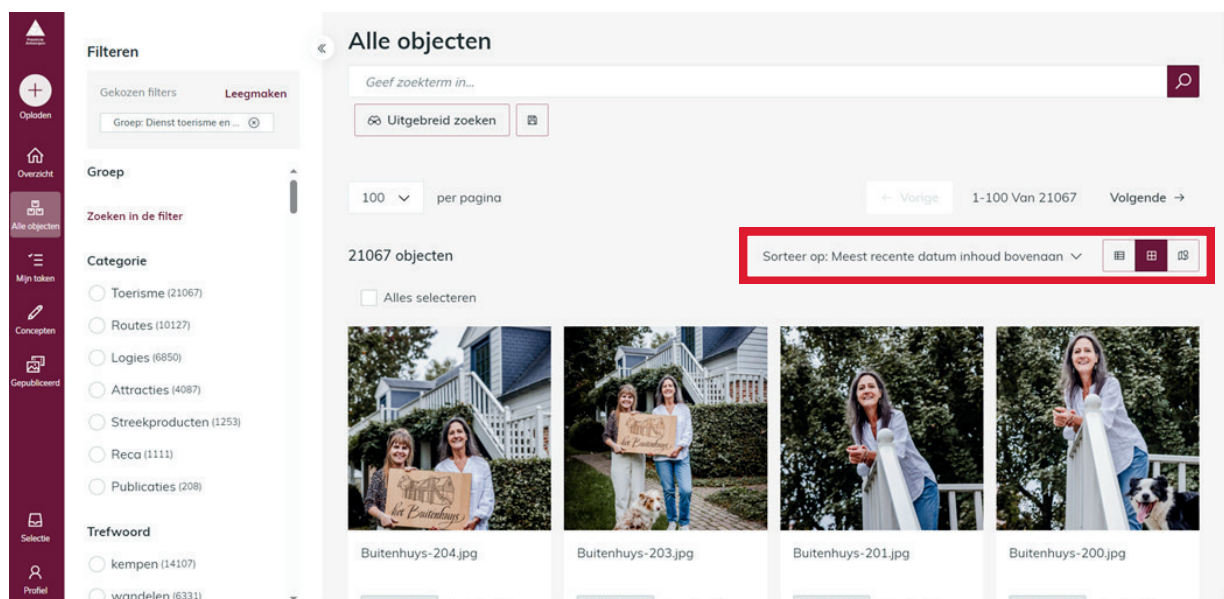 Provincie
Antwerpen
Opladen
Overzicht
Alle objecten
Mijn taken
Concepten
Gepubliceerd
Selectie
Profiel
Filteren
Gekozen filters Leegmaken
Groep: Dienst toerisme en ...
Groep
Zoeken in de filter
Categorie
Toerisme (21067)
Routes (10127)
Logies (6850)
Attracties (4087)
Streekproducten (1253)
Reca (1111)
Publicaties (208)
Trefwoord
kempen (14107)
wandelen (6331)
Alle objecten
Geef zoekterm in...
Uitgebreid zoeken
100 per pagina
← Vorige 1-100 Van 21067 Volgende →
21067 objecten
Sorteer op: Meest recente datum inhoud bovenaan
Alles selecteren
het Buitenhuys
Buitenhuys-204.jpg
Buitenhuys-203.jpg
Buitenhuys-201.jpg
Buitenhuys-200.jpg